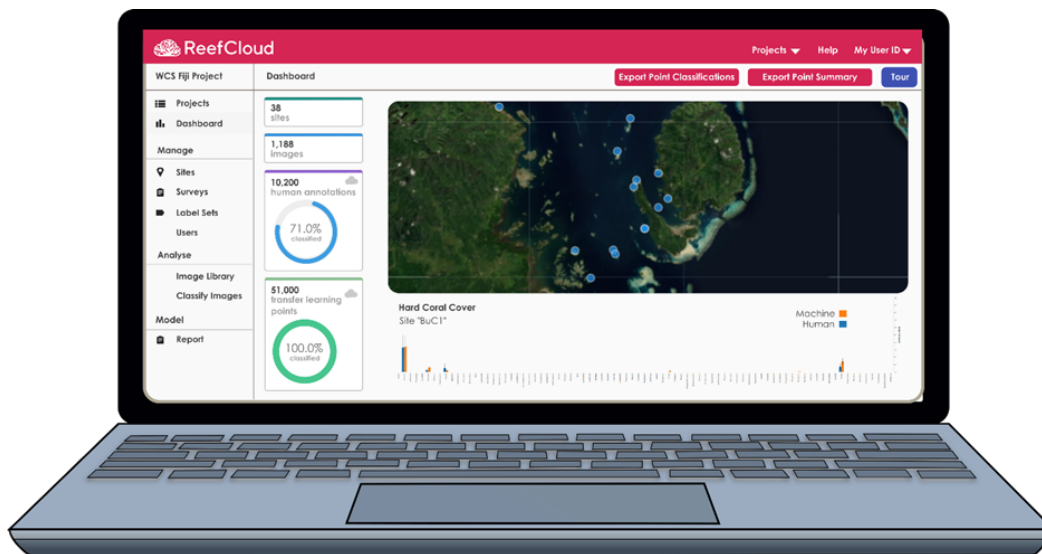 ReefCloud
Projects Help My User ID
WCS Fiji Project
Dashboard
Export Point Classifications
Export Point Summary
Tour
Projects
Dashboard
Manage
Sites
Surveys
Label Sets
Users
Analyse
Image Library
Classify Images
Model
Report
38
sites
1,188
images
10,200
human annotations
71.0%
classified
51,000
transfer learning
points
100.0%
classified
Hard Coral Cover
Site "BuC1"
Machine
Human